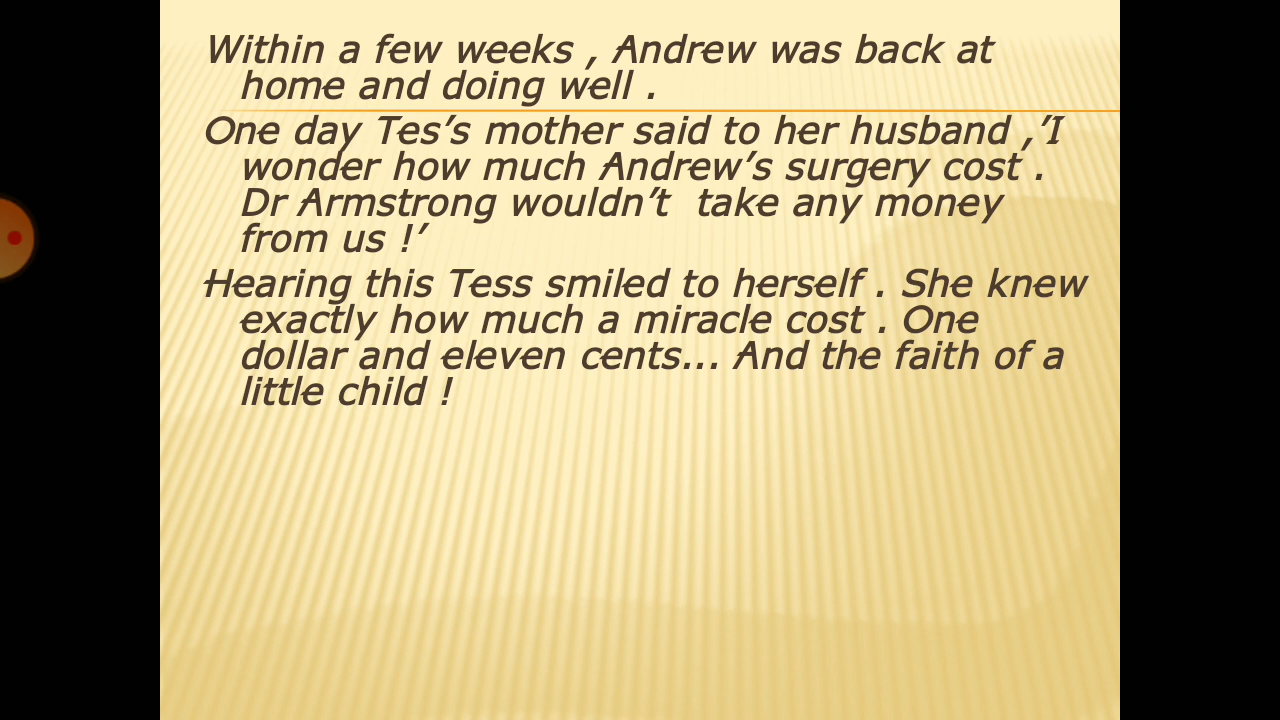 Within a few weeks , Andrew was back at
home and doing well .
One day Tes’s mother said to her husband ,’I
wonder how much Andrew’s surgery cost .
Dr Armstrong wouldn’t  take any money
from us !’
Hearing this Tess smiled to herself . She knew
exactly how much a miracle cost . One
dollar and eleven cents... And the faith of a
little child !